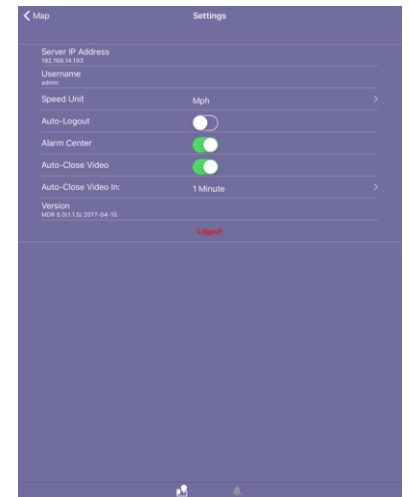 Map Settings
Server IP Address
192.168.14.193
Username
admin
Speed Unit Mph
Auto-Logout
Alarm Center
Auto-Close Video
Auto-Close Video In: 1 Minute
Version
MDR 5.0(1.1.5) 2017-04-15
Logout